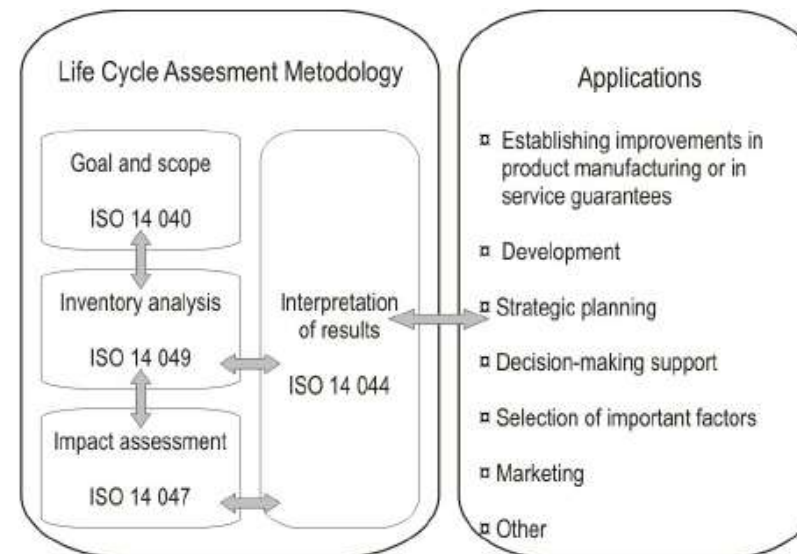 Life Cycle Assesment Metodology
Goal and scope
ISO 14 040
Inventory analysis
ISO 14 049
Impact assessment
ISO 14 047
Interpretation
of results
ISO 14 044
Applications
¤ Establishing improvements in
product manufacturing or in
service guarantees
¤ Development
¤ Strategic planning
¤ Decision-making support
¤ Selection of important factors
¤ Marketing
¤ Other